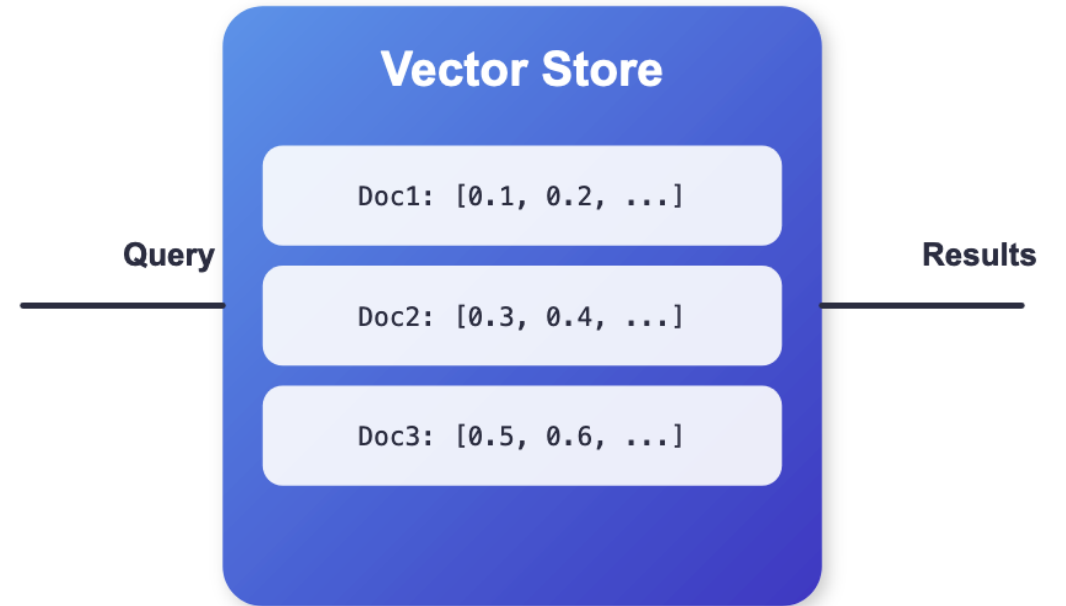 Vector Store
Doc1: [0.1, 0.2, ...]
Query
Results
Doc2: [0.3, 0.4, ...]
Doc3: [0.5, 0.6, ...]